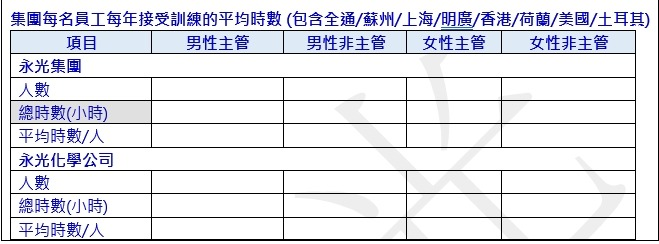 集團每名員工每年接受訓練的平均時數 (包含全通/蘇州/上海/明廣/香港/荷蘭/美國/土耳其)
項目 男性主管 男性非主管 女性主管 女性非主管
永光集團
人數
總時數(小時)
平均時數/人
永光化學公司
人數
總時數(小時)
平均時數/人